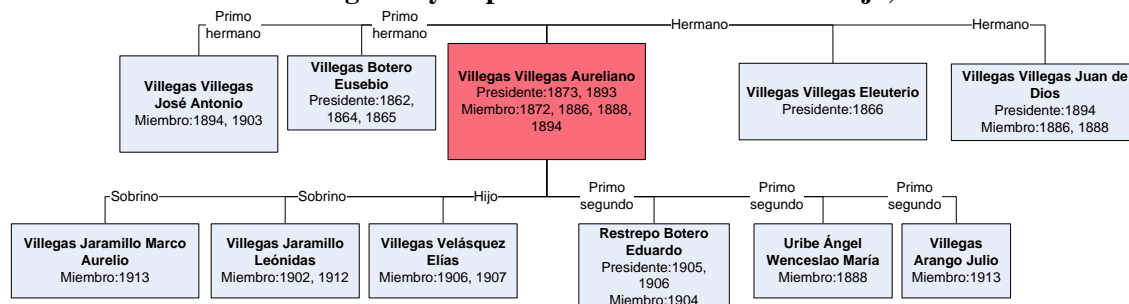 Primo
hermano
Primo
hermano
Hermano
Hermano
Villegas Villegas
José Antonio
Miembro:1894, 1903
Villegas Botero
Eusebio
Presidente:1862,
1864, 1865
Villegas Villegas Aureliano
Presidente:1873, 1893
Miembro:1872, 1886, 1888,
1894
Villegas Villegas Eleuterio
Presidente:1866
Villegas Villegas Juan de
Dios
Presidente:1894
Miembro:1886, 1888
Sobrino
Sobrino
Hijo
Primo
segundo
Primo
segundo
Primo
segundo
Villegas Jaramillo Marco
Aurelio
Miembro:1913
Villegas Jaramillo
Leónidas
Miembro:1902, 1912
Villegas Velásquez
Elías
Miembro:1906, 1907
Restrepo Botero
Eduardo
Presidente:1905,
1906
Miembro:1904
Uribe Ángel
Wenceslao María
Miembro:1888
Villegas
Arango Julio
Miembro:1913